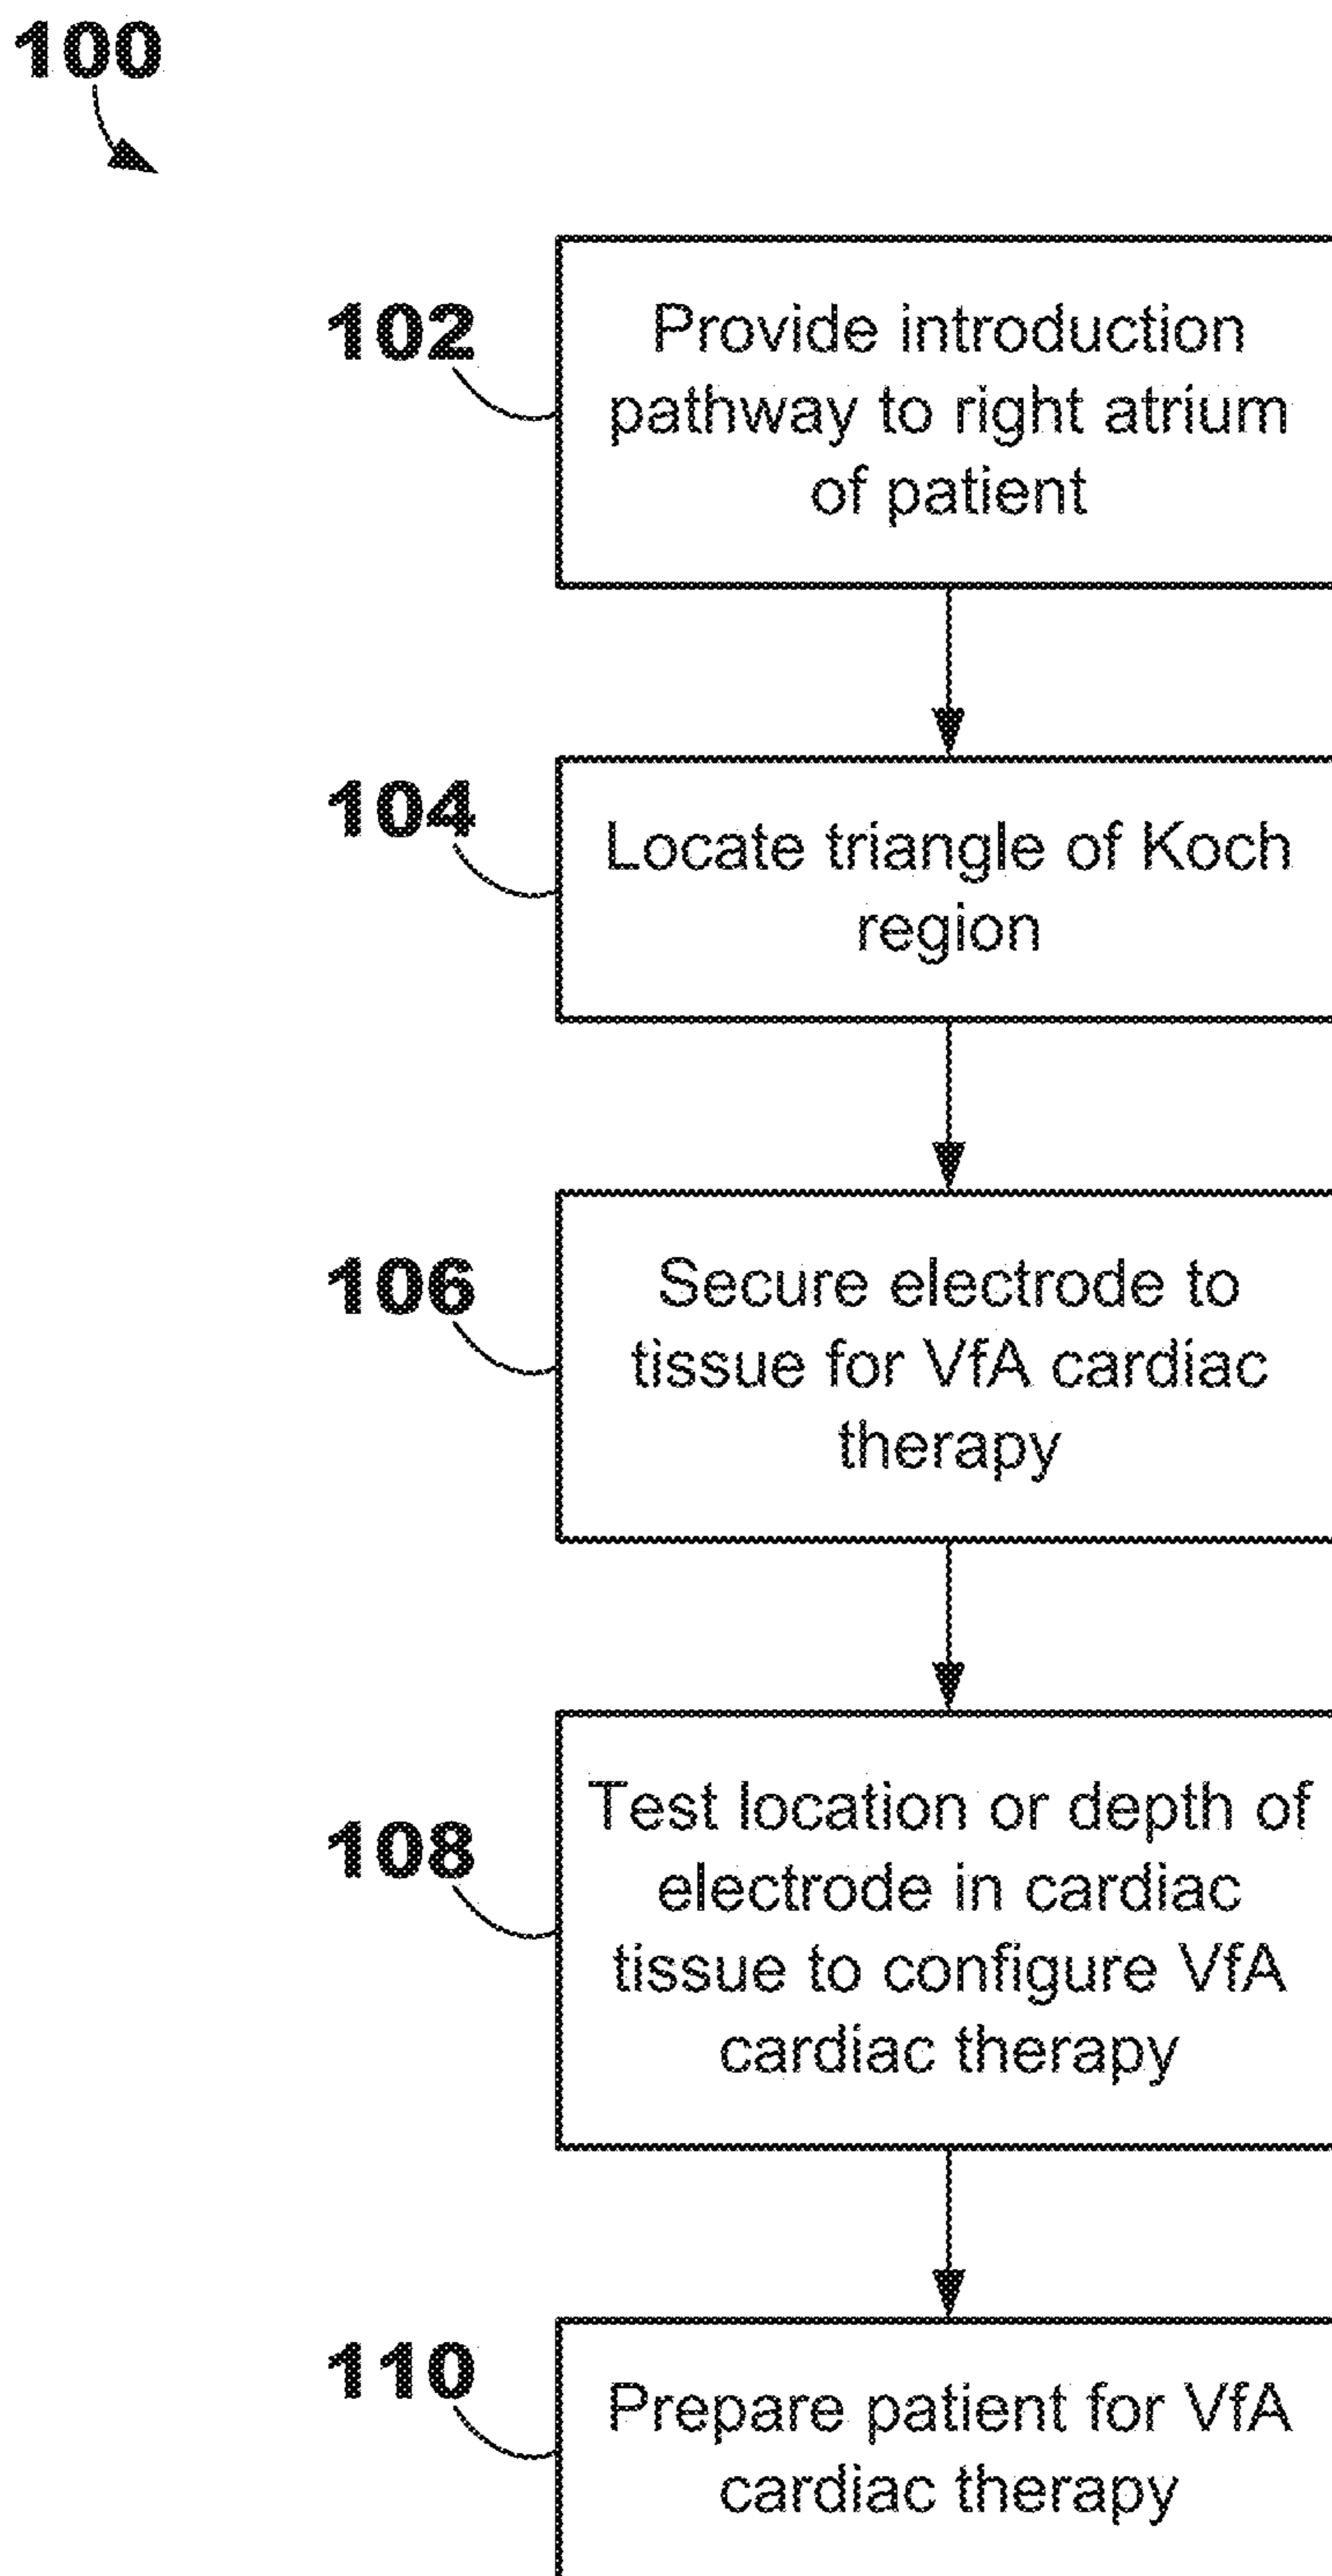 100
102
Provide introduction
pathway to right atrium
of patient
104
Locate triangle of Koch
region
106
Secure electrode to
tissue for VfA cardiac
therapy
108
Test location or depth of
electrode in cardiac
tissue to configure VfA
cardiac therapy
110
Prepare patient for VfA
cardiac therapy